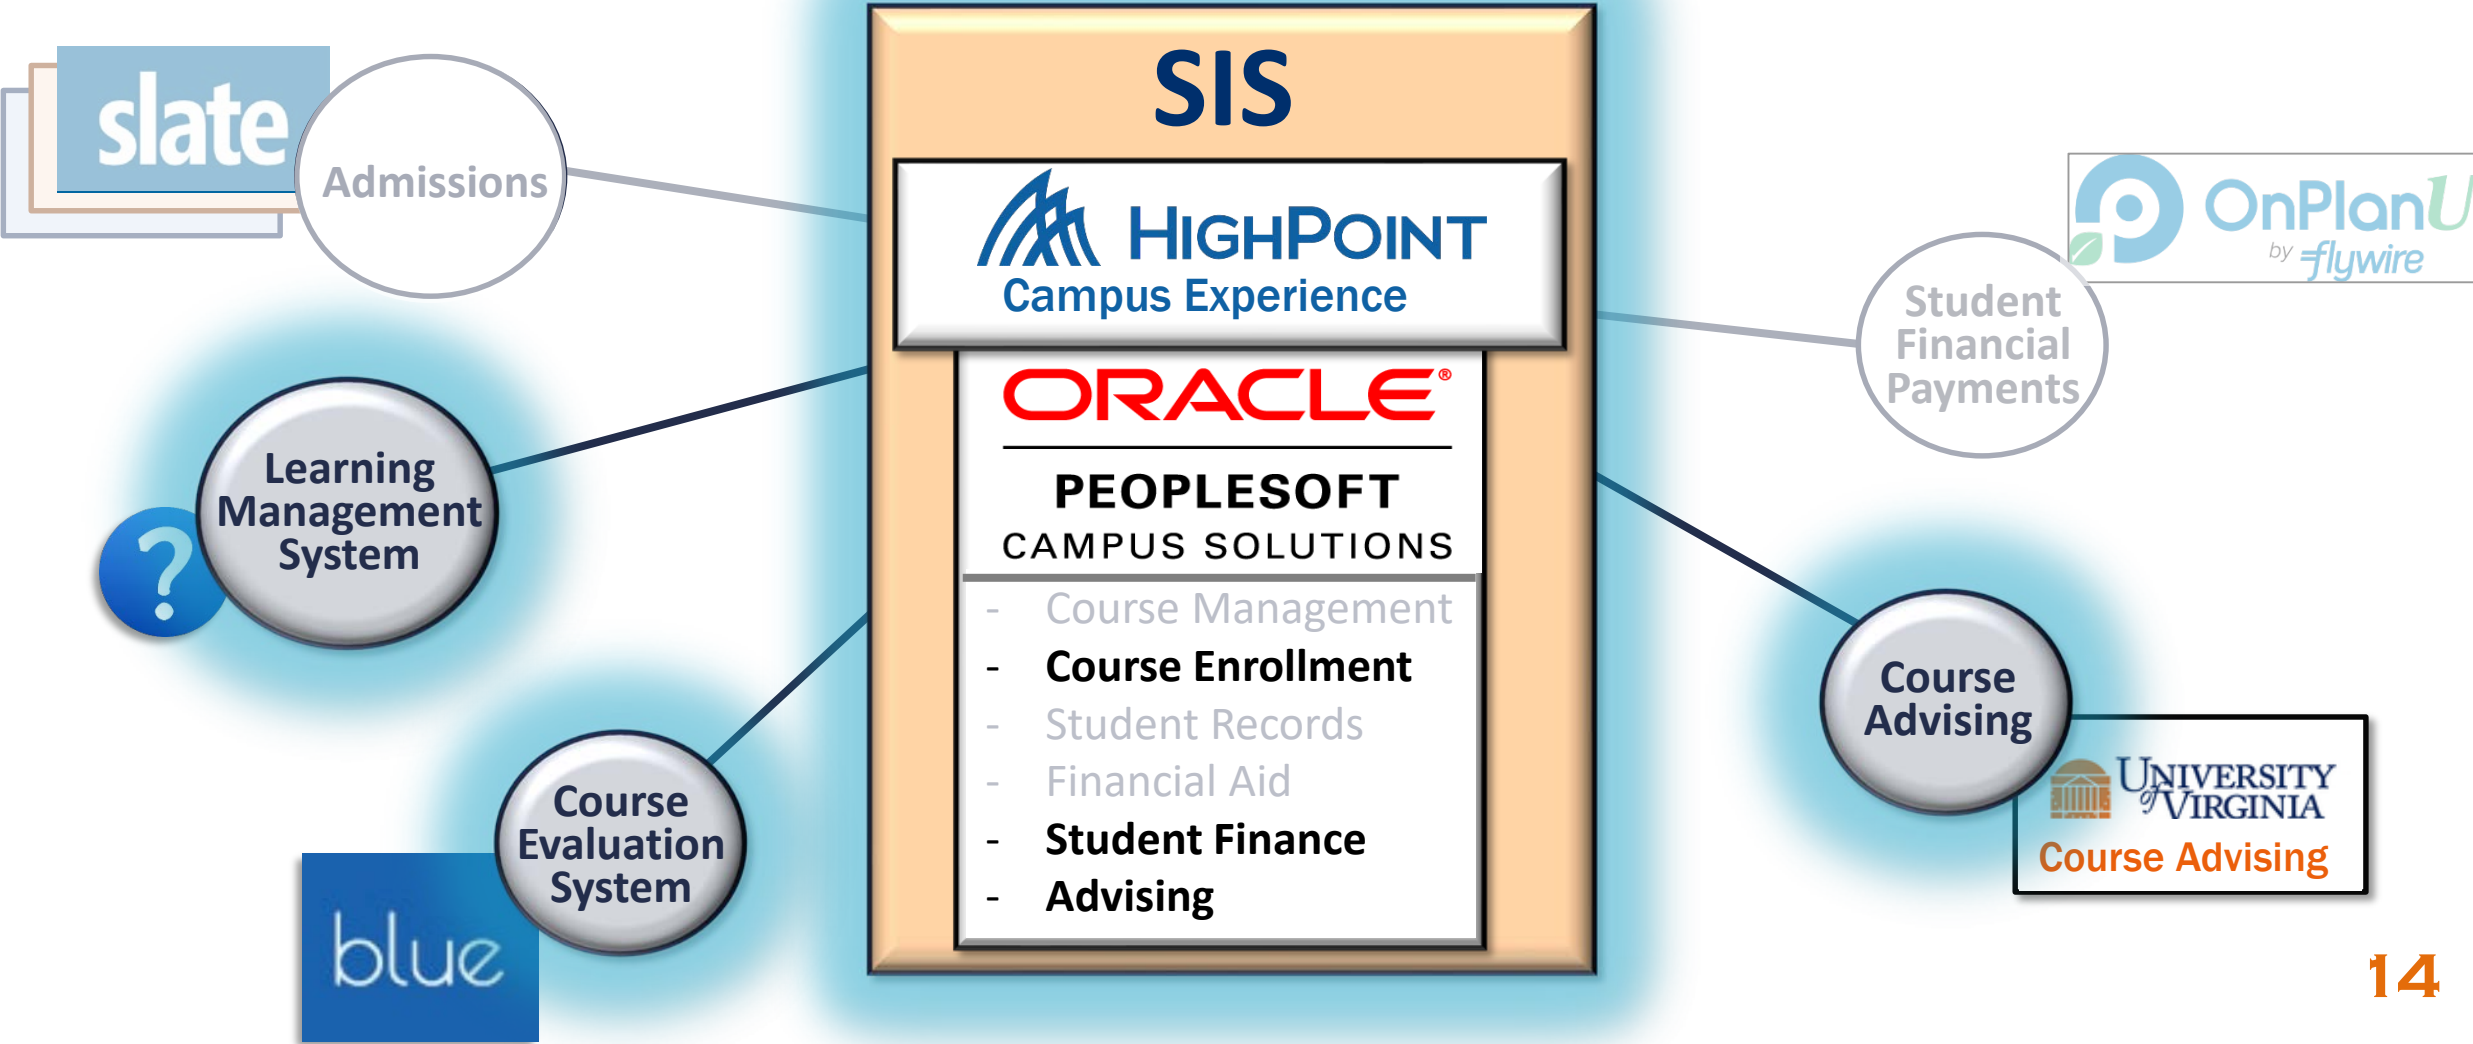 SIS
slate
Admissions
HIGHPOINT
Campus Experience
OnPlanU
by flywire
Student
Financial
Payments
ORACLE®
PEOPLESOFT
CAMPUS SOLUTIONS
Learning
Management
System
?
- Course Management
- Course Enrollment
- Student Records
- Financial Aid
- Student Finance
- Advising
Course
Evaluation
System
blue
Course
Advising
UNIVERSITY
of VIRGINIA
Course Advising
14